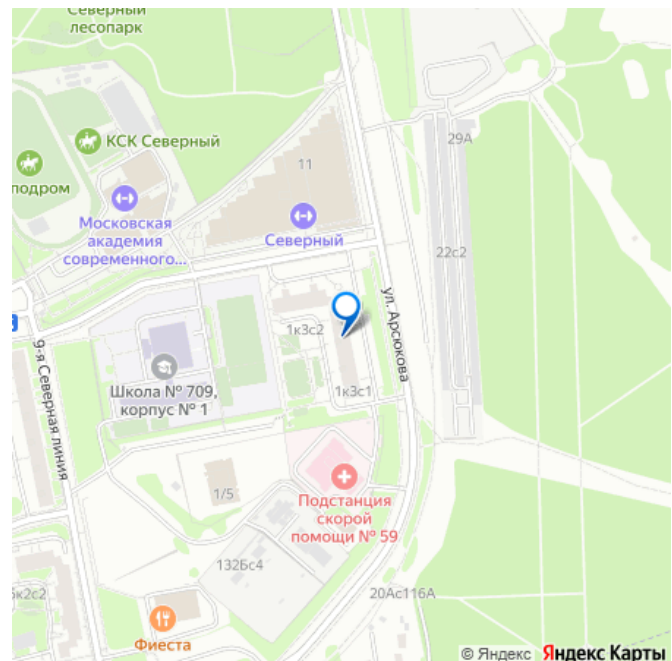 Северный
лесопарк
КСК Северный
подром
Московская
академия
современного...
11
Северный
29А
22с2
ул. Арсюкова
1к3с2
1к3с1
9-я Северная линия
Школа № 709,
корпус № 1
1/5
Подстанция
скорой
помощи № 59
132Бс4
20Ас116А
к2с2
Фиеста
© Яндекс Яндекс Карты